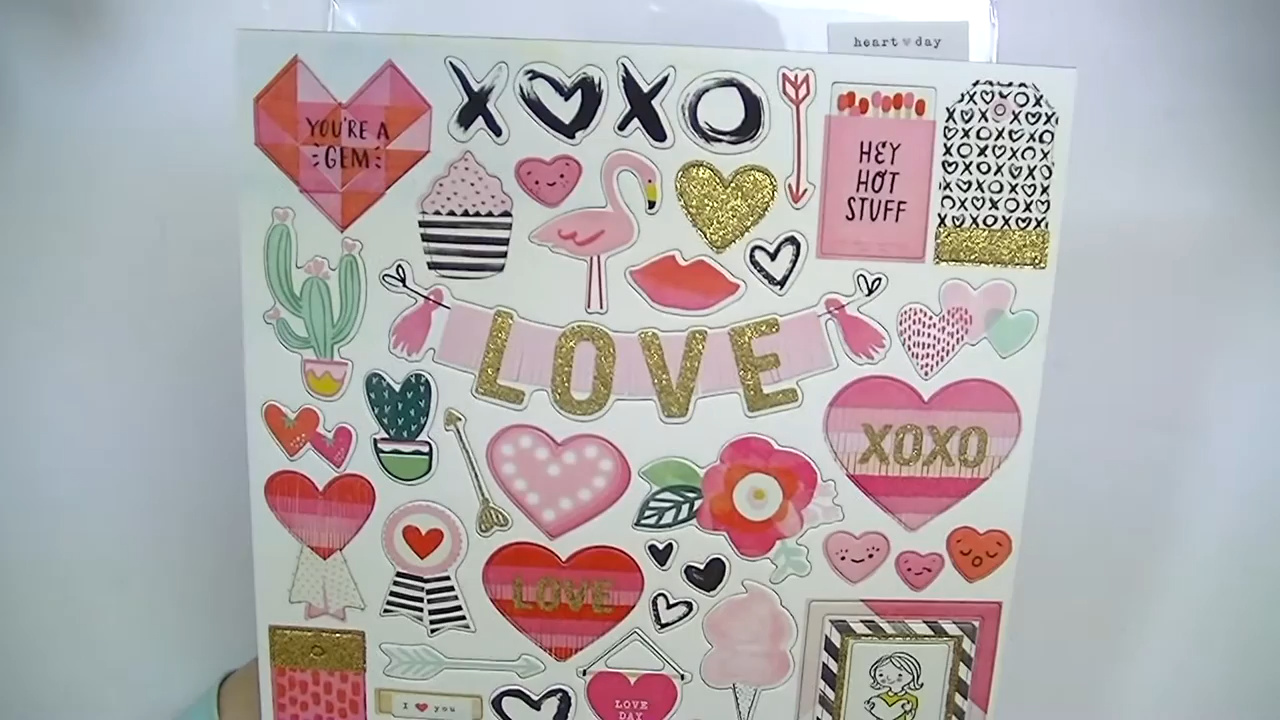 heart day
YOU'RE A
GEM
XOXO
HEY
HOT
STUFF
LOVE
XOXO
LOVE
I ♥ you
LOVE
DAY